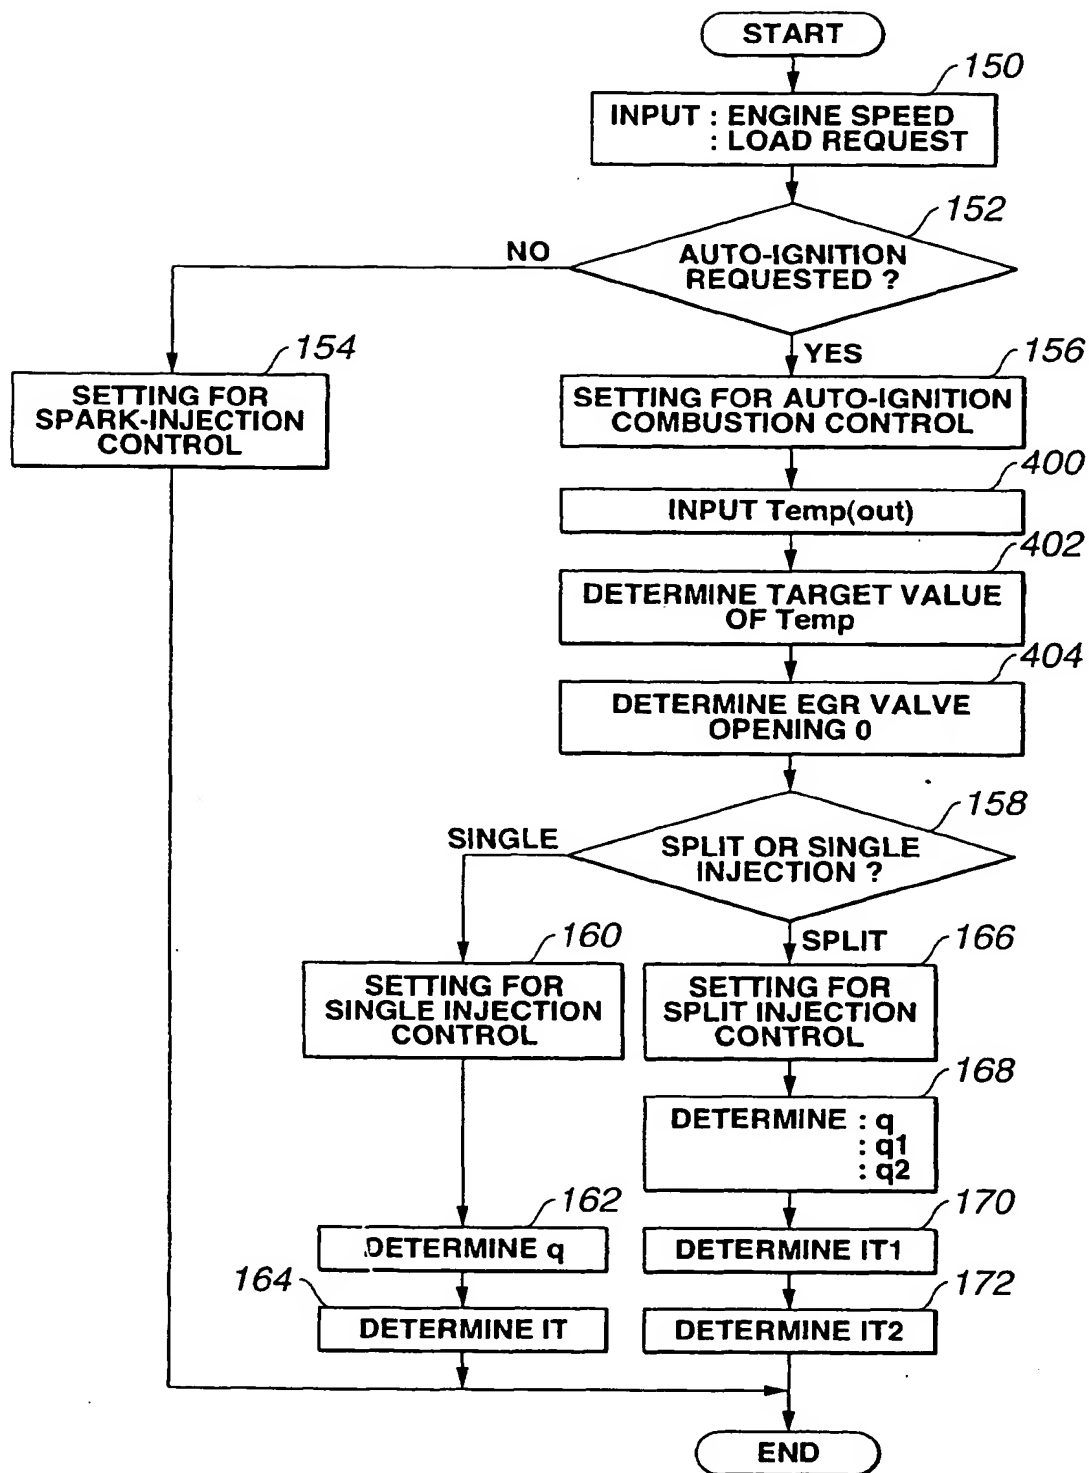 START
150
INPUT : ENGINE SPEED
: LOAD REQUEST
152
NO
AUTO-IGNITION
REQUESTED ?
YES
154
SETTING FOR
SPARK-INJECTION
CONTROL
156
SETTING FOR AUTO-IGNITION
COMBUSTION CONTROL
400
INPUT Temp(out)
402
DETERMINE TARGET VALUE
OF Temp
404
DETERMINE EGR VALVE
OPENING 0
158
SINGLE
SPLIT OR SINGLE
INJECTION ?
SPLIT
160
SETTING FOR
SINGLE INJECTION
CONTROL
166
SETTING FOR
SPLIT INJECTION
CONTROL
168
DETERMINE : q
: q1
: q2
162
DETERMINE q
170
DETERMINE IT1
164
DETERMINE IT
172
DETERMINE IT2
END